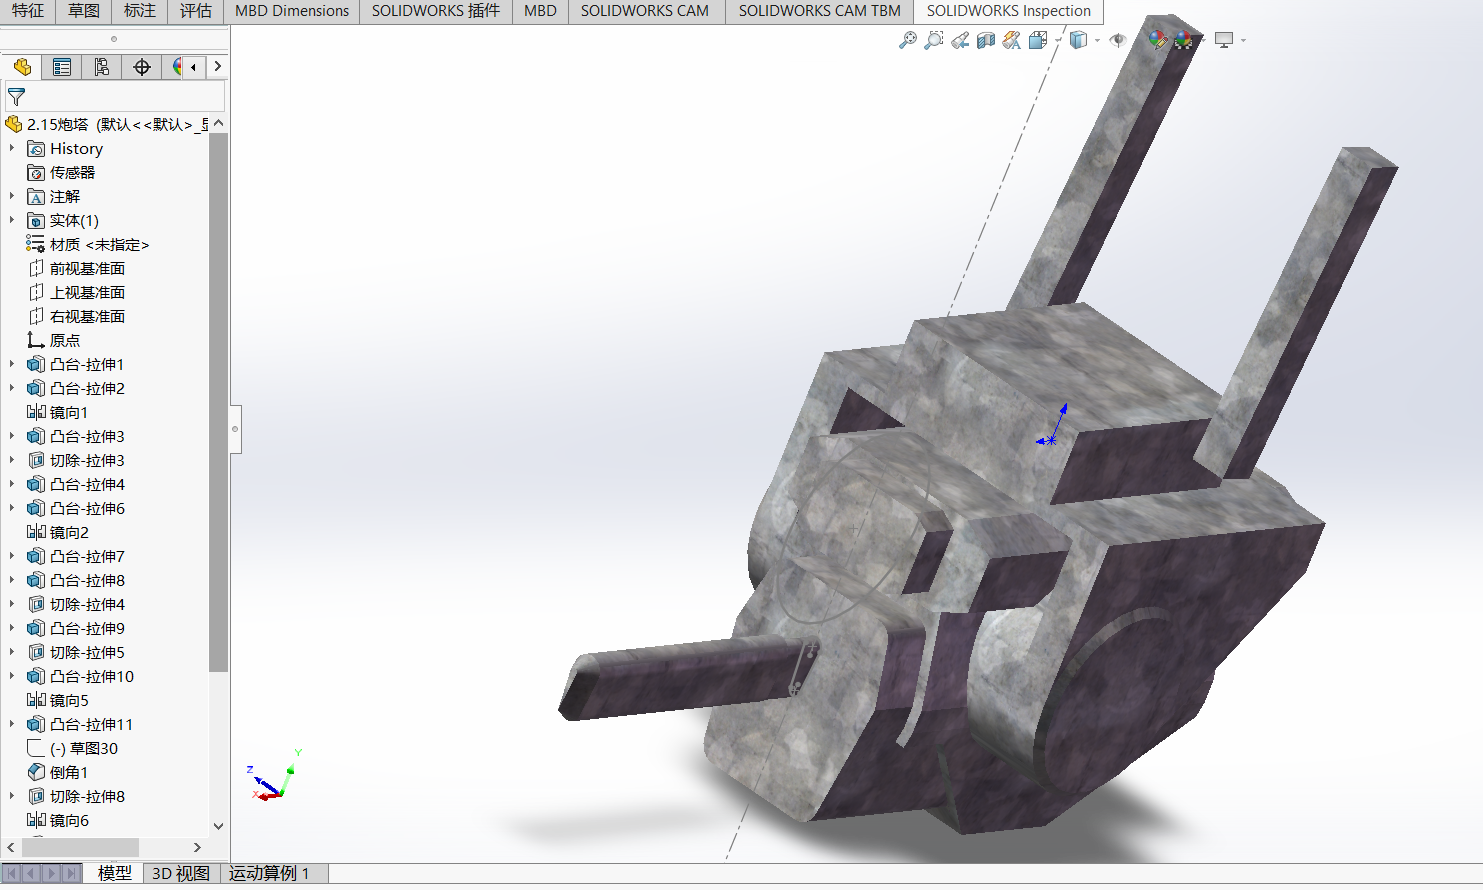 特征 草图 标注 评估 MBD Dimensions SOLIDWORKS 插件 MBD SOLIDWORKS CAM SOLIDWORKS CAM TBM SOLIDWORKS Inspection
2.15炮塔 (默认<<默认>_显
History
传感器
注解
实体(1)
材质 <未指定>
前视基准面
上视基准面
右视基准面
原点
凸台-拉伸1
凸台-拉伸2
镜向1
凸台-拉伸3
切除-拉伸3
凸台-拉伸4
凸台-拉伸6
镜向2
凸台-拉伸7
凸台-拉伸8
切除-拉伸4
凸台-拉伸9
切除-拉伸5
凸台-拉伸10
镜向5
凸台-拉伸11
(-) 草图30
倒角1
切除-拉伸8
镜向6
Y
Z
X
模型 3D 视图 运动算例 1